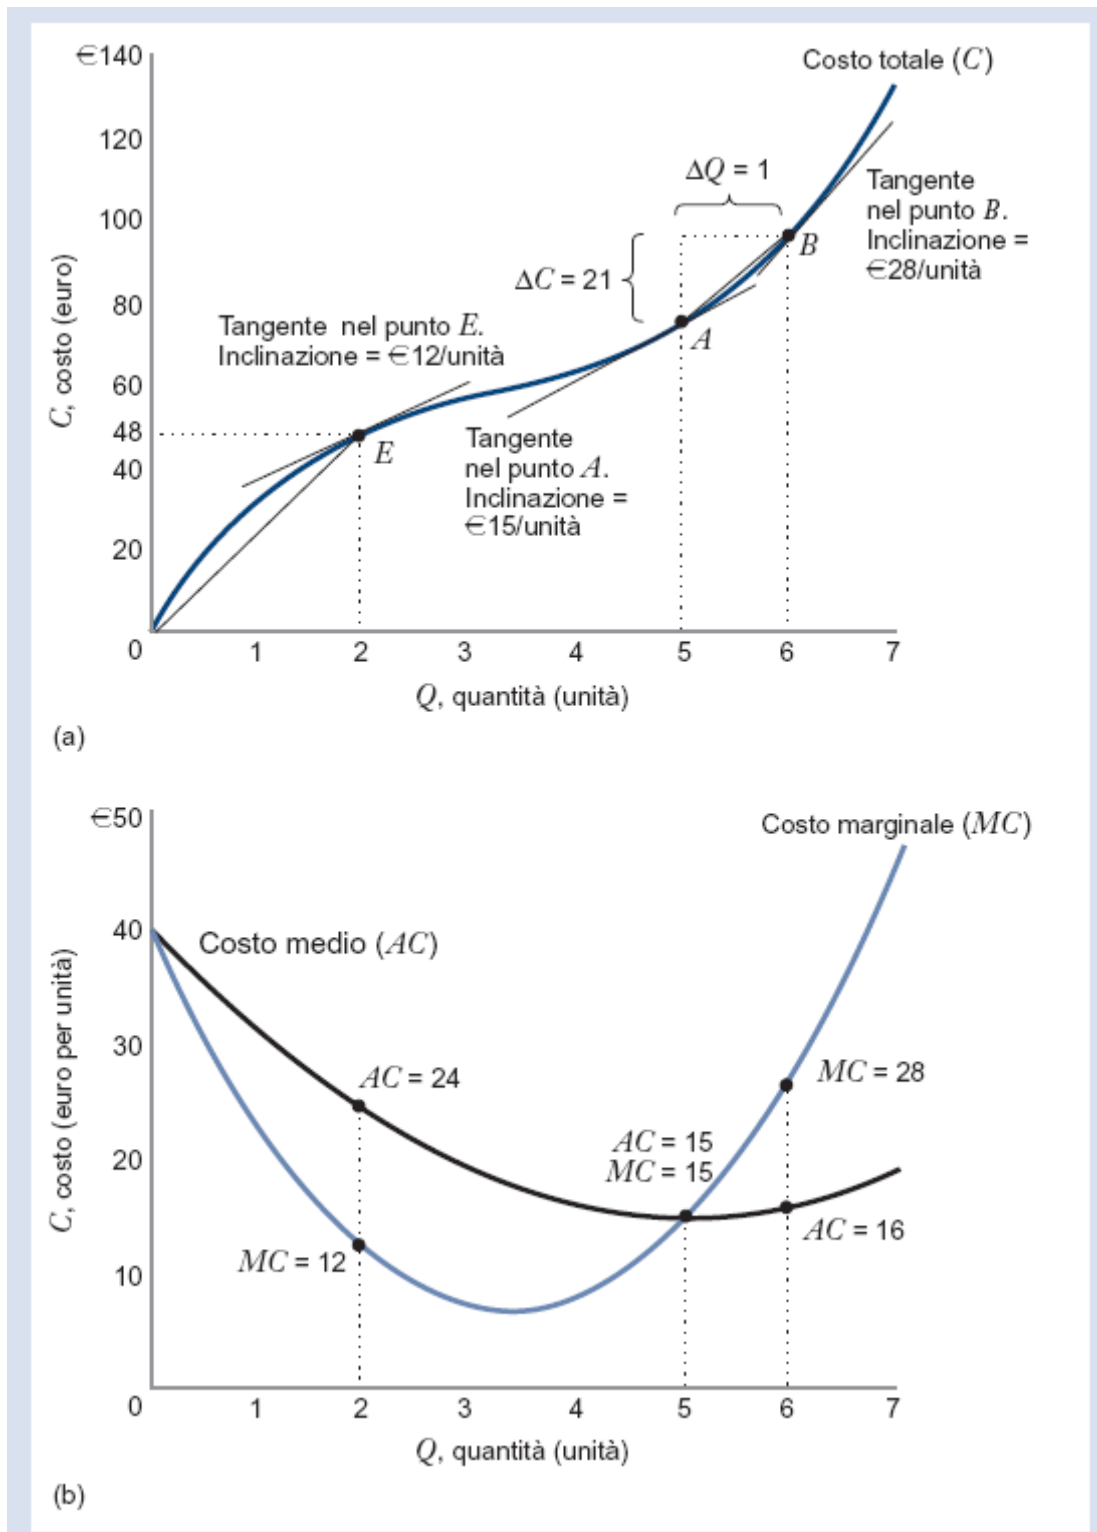 €140
Costo totale (C)
120
ΔQ = 1
Tangente
nel punto B.
Inclinazione =
€28/unità
100
B
ΔC = 21
80
Tangente nel punto E.
Inclinazione = €12/unità
A
60
48
E
Tangente
nel punto A.
Inclinazione =
€15/unità
40
20
0
1 2 3 4 5 6 7
C, costo (euro)
Q, quantità (unità)
(a)
€50
Costo marginale (MC)
40
Costo medio (AC)
30
AC = 24
MC = 28
20
AC = 15
MC = 15
AC = 16
MC = 12
10
0
1 2 3 4 5 6 7
C, costo (euro per unità)
Q, quantità (unità)
(b)